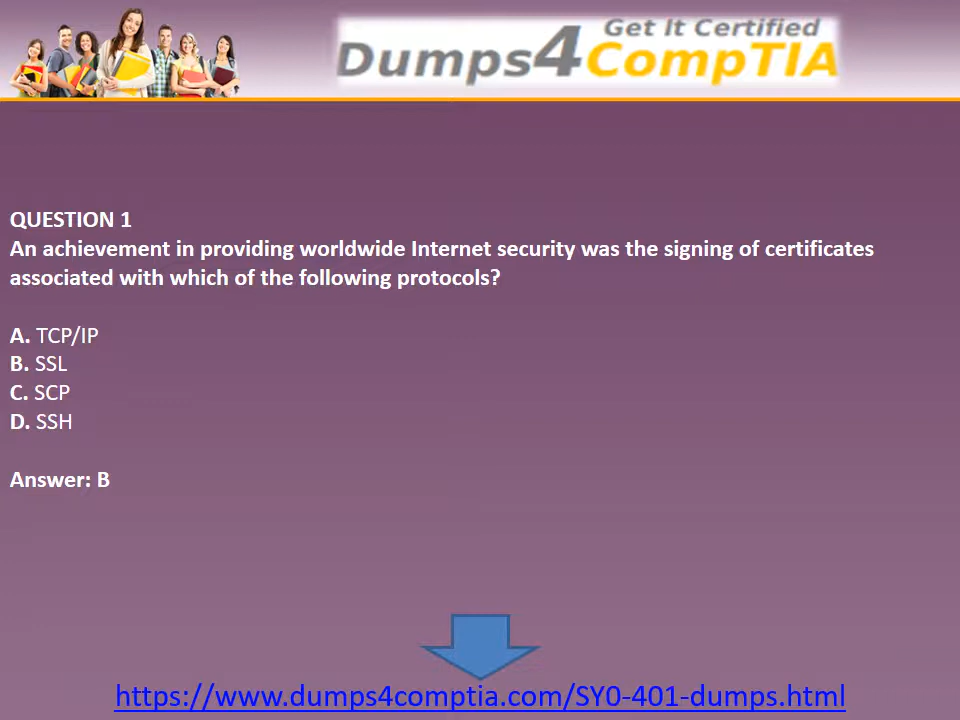 Get It Certified
Dumps4CompTIA
QUESTION 1
An achievement in providing worldwide Internet security was the signing of certificates
associated with which of the following protocols?
A. TCP/IP
B. SSL
C. SCP
D. SSH
Answer: B
https://www.dumps4comptia.com/SY0-401-dumps.html